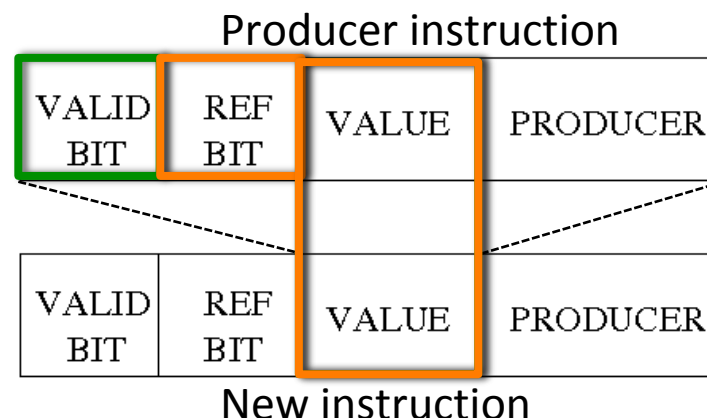 Producer instruction
VALID BIT REF BIT VALUE PRODUCER
VALID BIT REF BIT VALUE PRODUCER
New instruction